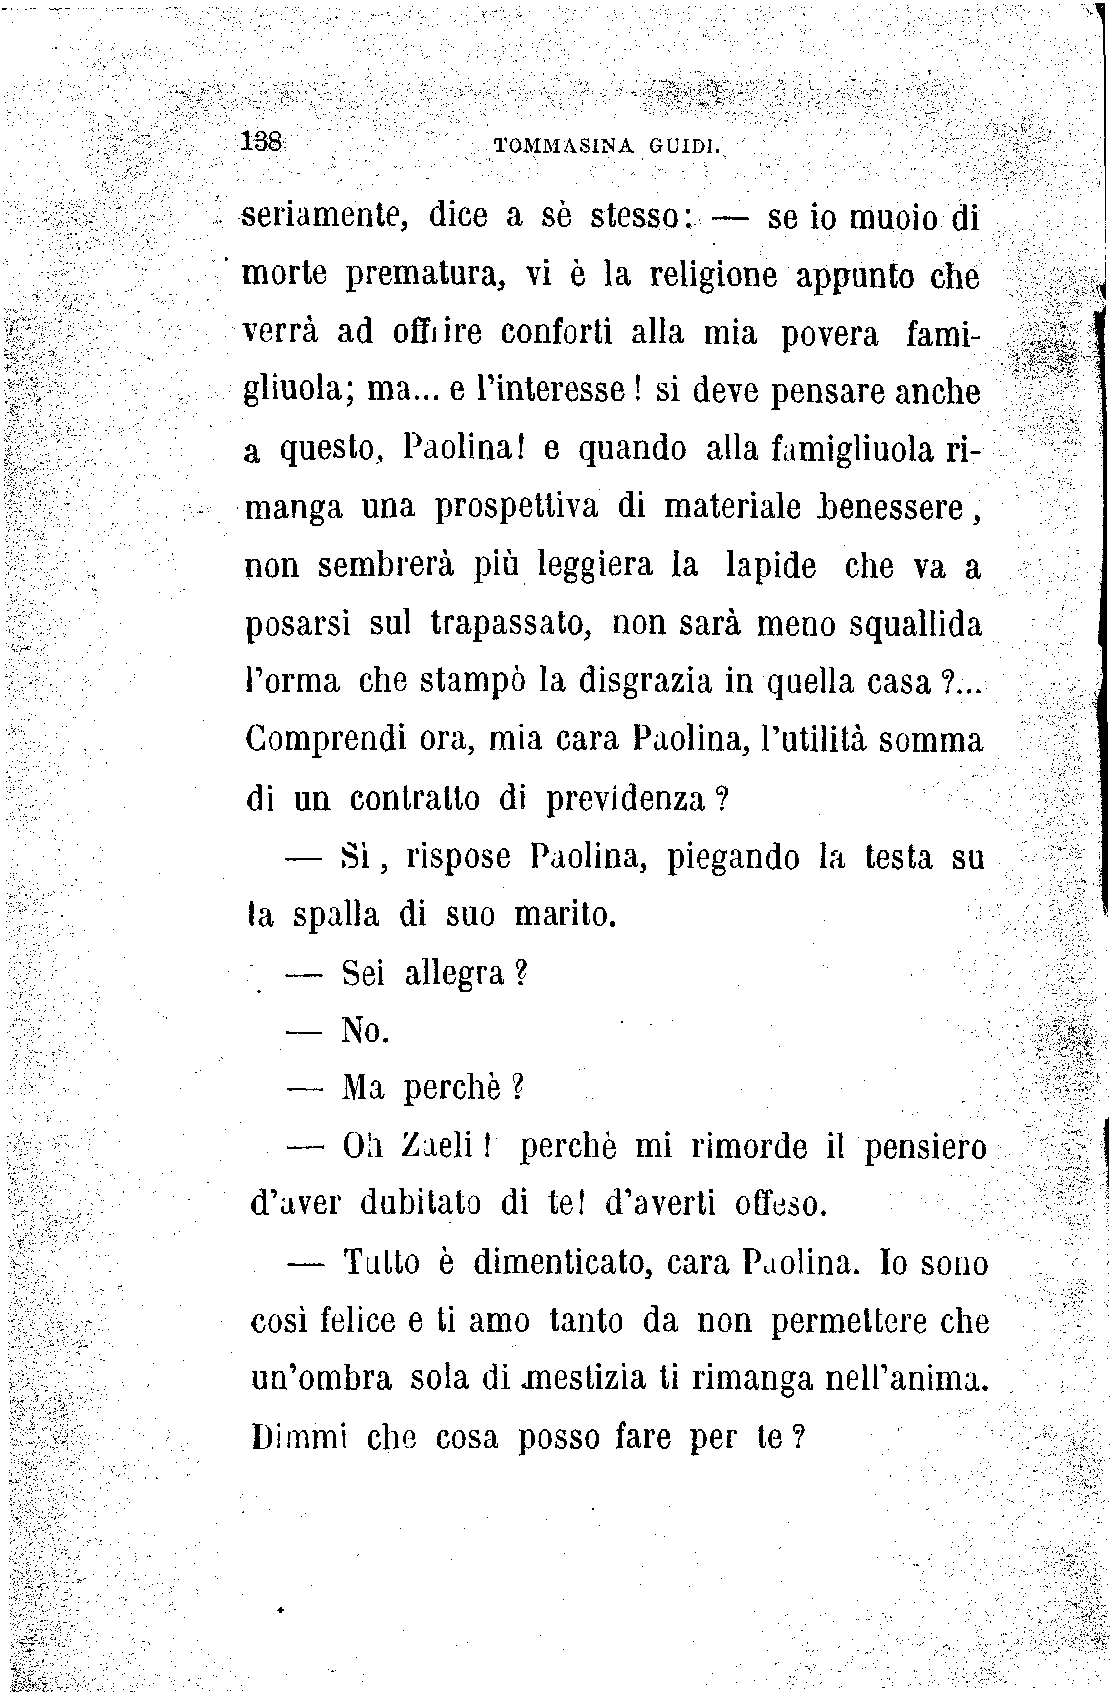 138 TOMMASINA GUIDI.
seriamente, dice a sè stesso: — se io muoio di
morte prematura, vi è la religione appunto che
verrà ad offrire conforti alla mia povera fami-
gliuola; ma... e l'interesse! si deve pensare anche
a questo, Paolina! e quando alla famigliuola ri-
manga una prospettiva di materiale benessere,
non sembrerà più leggiera la lapide che va a
posarsi sul trapassato, non sarà meno squallida
l'orma che stampò la disgrazia in quella casa?...
Comprendi ora, mia cara Paolina, l'utilità somma
di un contratto di previdenza?
— Sì, rispose Paolina, piegando la testa su
la spalla di suo marito.
— Sei allegra?
— No.
— Ma perchè?
— Oh Zaeli! perchè mi rimorde il pensiero
d'aver dubitato di te! d'averti offeso.
— Tutto è dimenticato, cara Paolina. Io sono
così felice e ti amo tanto da non permettere che
un'ombra sola di mestizia ti rimanga nell'anima.
Dimmi che cosa posso fare per te?